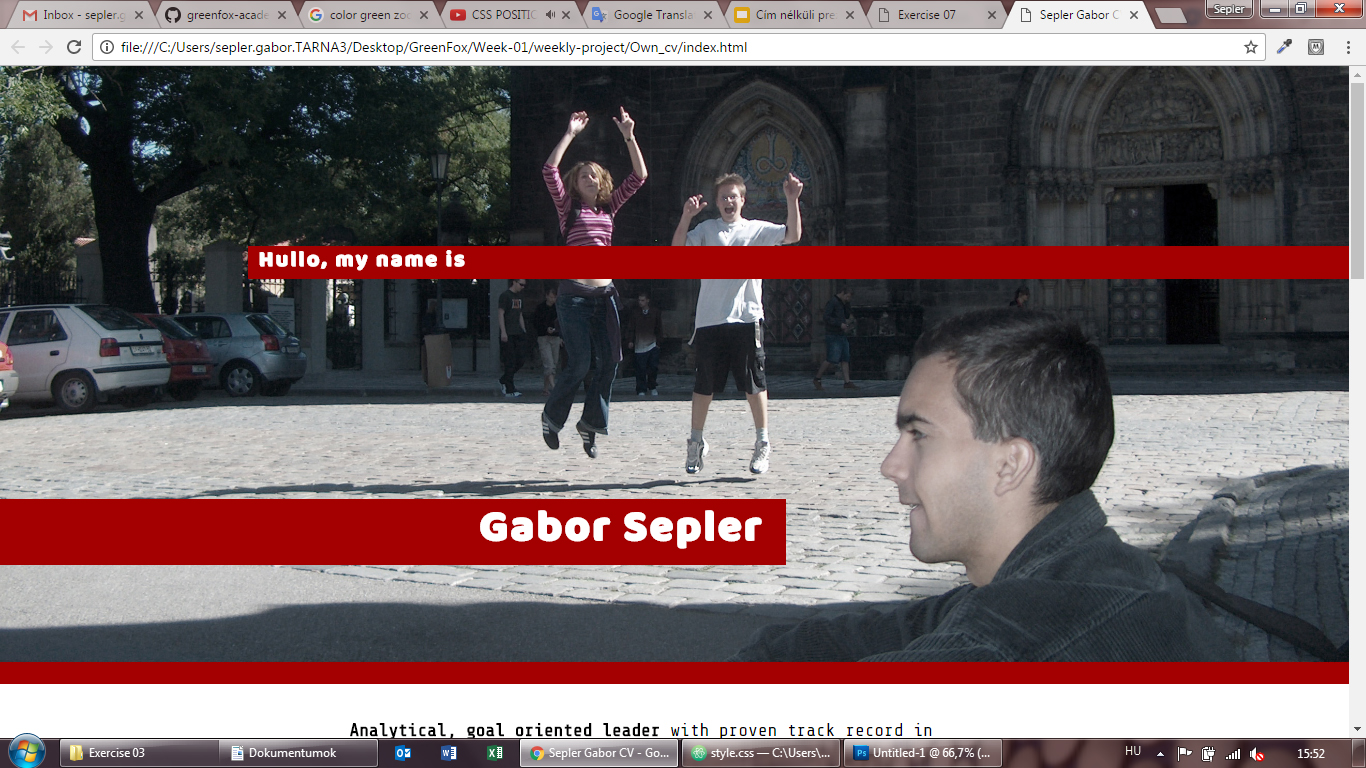 Inbox - sepler.g
greenfox-acade
color green zoo
CSS POSITIC
Google Transla
Cím nélküli pre
Exercise 07
Sepler Gabor C
Sepler
file:///C:/Users/sepler.gabor.TARNA3/Desktop/GreenFox/Week-01/weekly-project/Own_cv/index.html
Hullo, my name is
Gabor Sepler
Analytical, goal oriented leader with proven track record in
Exercise 03
Dokumentumok
Sepler Gabor CV - Go...
style.css — C:\Users\...
Untitled-1 @ 66,7% (...
HU
15:52